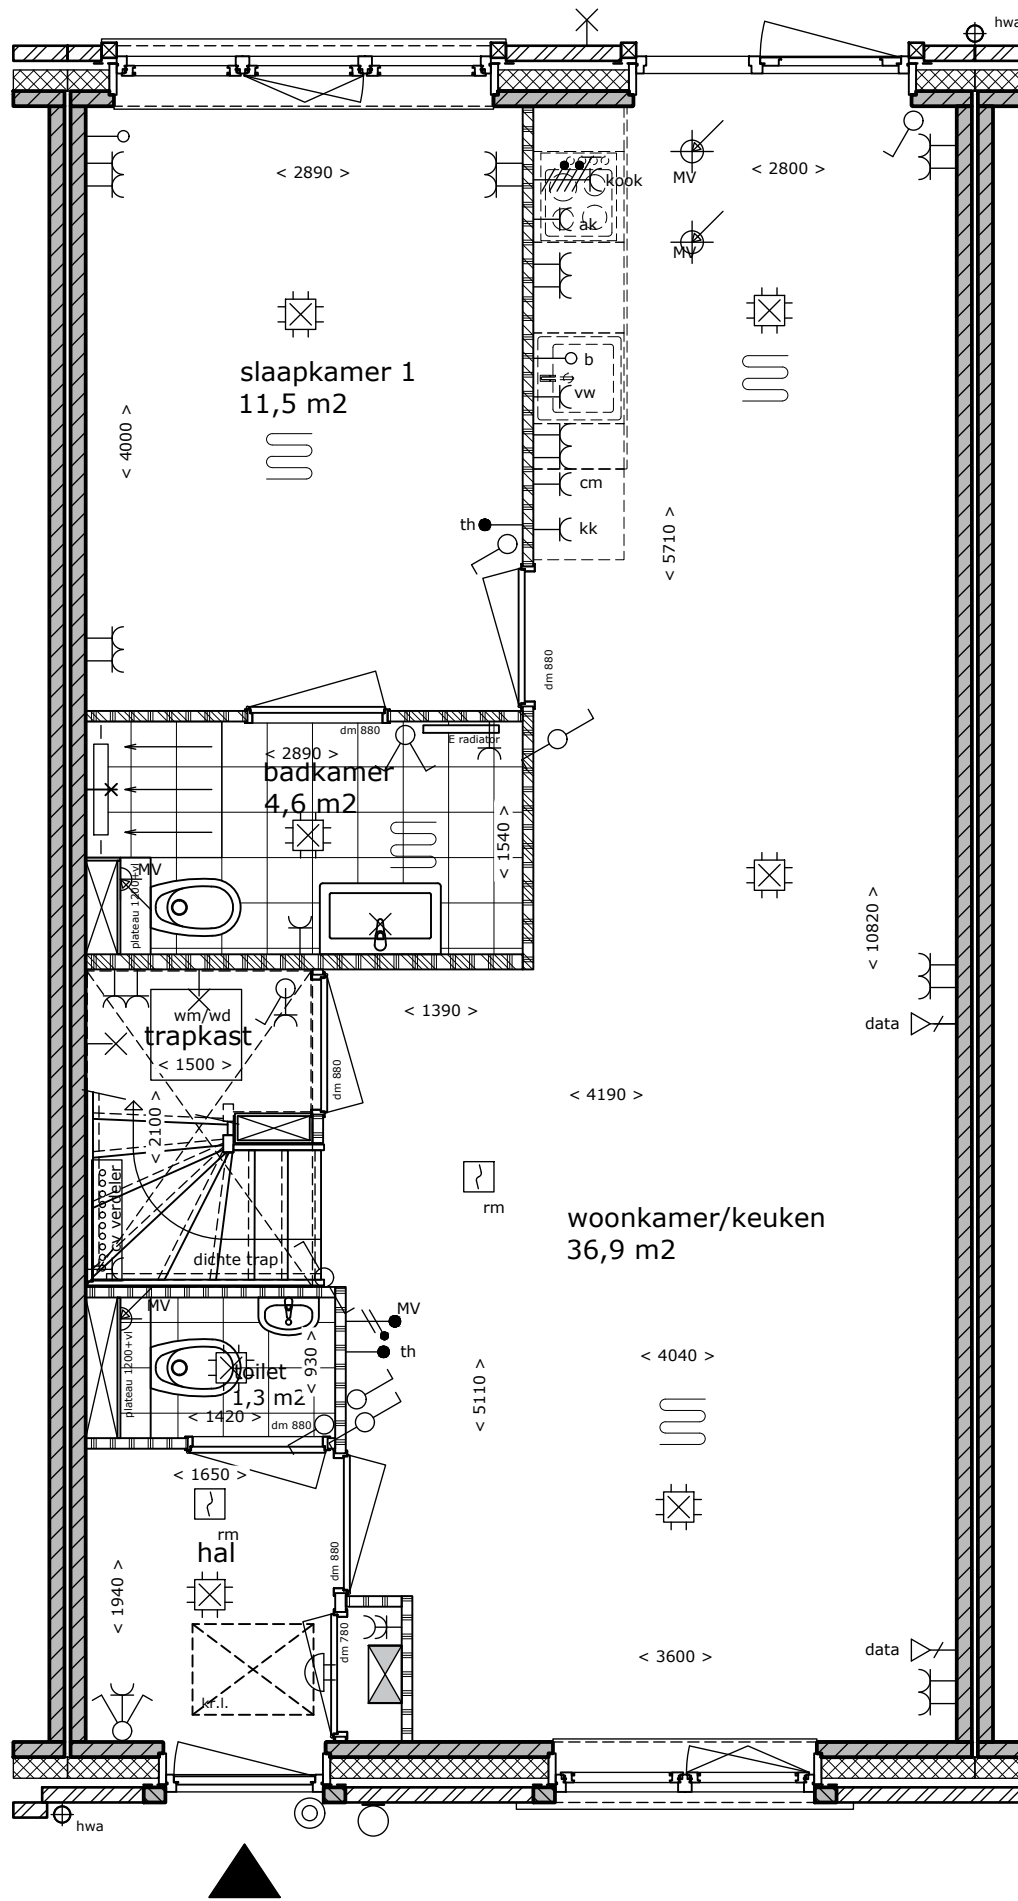 hwa
< 2890 >
kook
MV
< 2800 >
ak
MV
slaapkamer 1
11,5 m2
b
vw
< 4000 >
cm
th
kk
< 5710 >
dm 880
dm 880
E radiator
< 2890 >
badkamer
4,6 m2
< 1540 >
MV
plateau 1200+vl
< 10820 >
< 1390 >
wm/wd
trapkast
< 1500 >
data
dm 880
< 4190 >
< 2100 >
cv verdeler
rm
woonkamer/keuken
36,9 m2
dichte trap
MV
MV
th
plateau 1200+vl
toilet
1,3 m2
< 930 >
< 1420 >
dm 880
< 4040 >
< 5110 >
< 1650 >
rm
hal
dm 880
< 1940 >
dm 780
data
< 3600 >
kr.l.
hwa